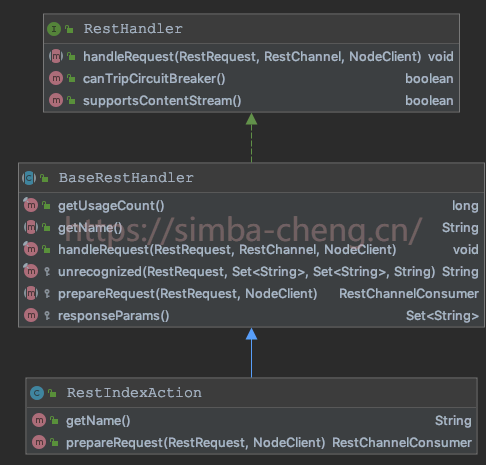 RestHandler
handleRequest(RestRequest, RestChannel, NodeClient) void
canTripCircuitBreaker() boolean
supportsContentStream() boolean
BaseRestHandler
getUsageCount() long
getName() String
https://simba-cheng.cn/
handleRequest(RestRequest, RestChannel, NodeClient) void
unrecognized(RestRequest, Set<String>, Set<String>, String) String
prepareRequest(RestRequest, NodeClient) RestChannelConsumer
responseParams() Set<String>
RestIndexAction
getName() String
prepareRequest(RestRequest, NodeClient) RestChannelConsumer